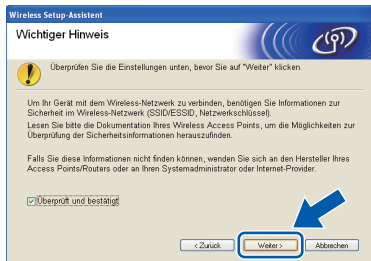 Wireless Setup-Assistent
Wichtiger Hinweis
Überprüfen Sie die Einstellungen unten, bevor Sie auf "Weiter" klicken.
Um Ihr Gerät mit dem Wireless-Netzwerk zu verbinden, benötigen Sie Informationen zur
Sicherheit im Wireless-Netzwerk (SSID/ESSID, Netzwerkschlüssel).
Lesen Sie bitte die Dokumentation Ihres Wireless Access Points, um die Möglichkeiten zur
Überprüfung der Sicherheitsinformationen herauszufinden.
Falls Sie diese Informationen nicht finden können, wenden Sie sich an den Hersteller Ihres
Access Points/Routers oder an Ihren Systemadministrator oder Internet-Provider.
Überprüft und bestätigt
< Zurück Weiter > Abbrechen